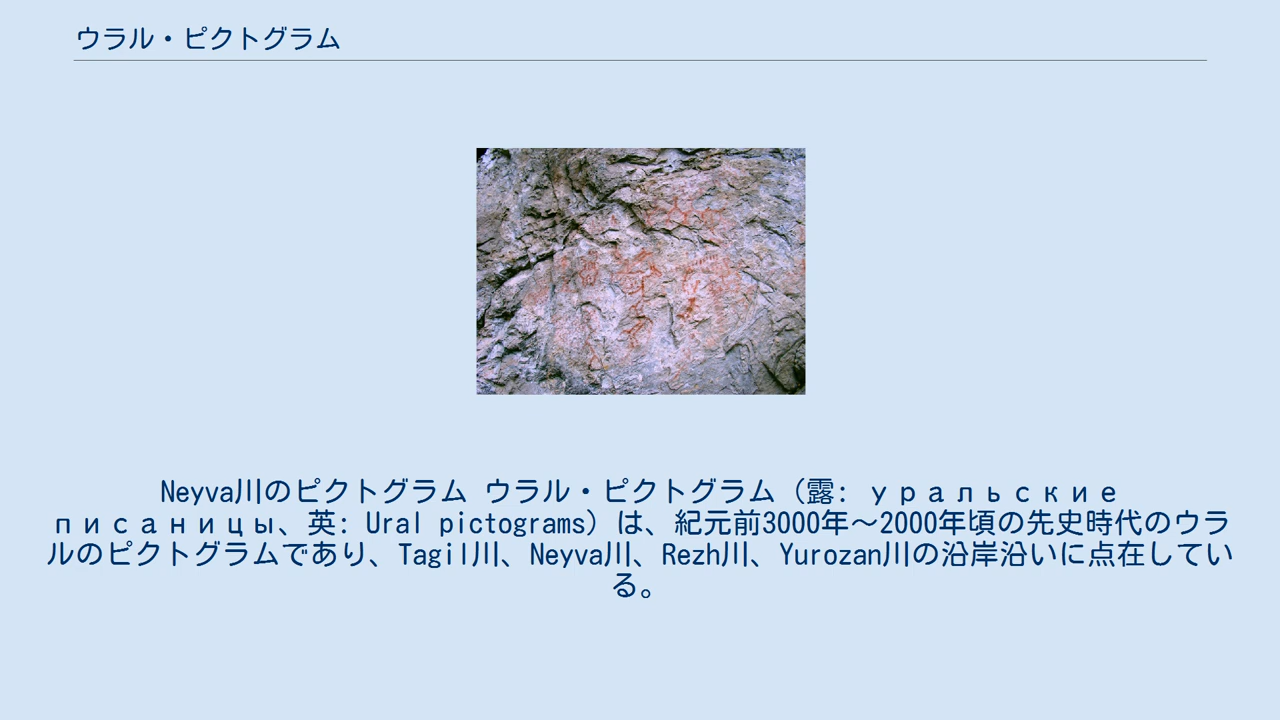 ウラル・ピクトグラム
Neyva川のピクトグラム ウラル・ピクトグラム（露: уральские
писаницы、英: Ural pictograms）は、紀元前3000年～2000年頃の先史時代のウラ
ルのピクトグラムであり、Tagil川、Neyva川、Rezh川、Yurozan川の沿岸沿いに点在してい
る。